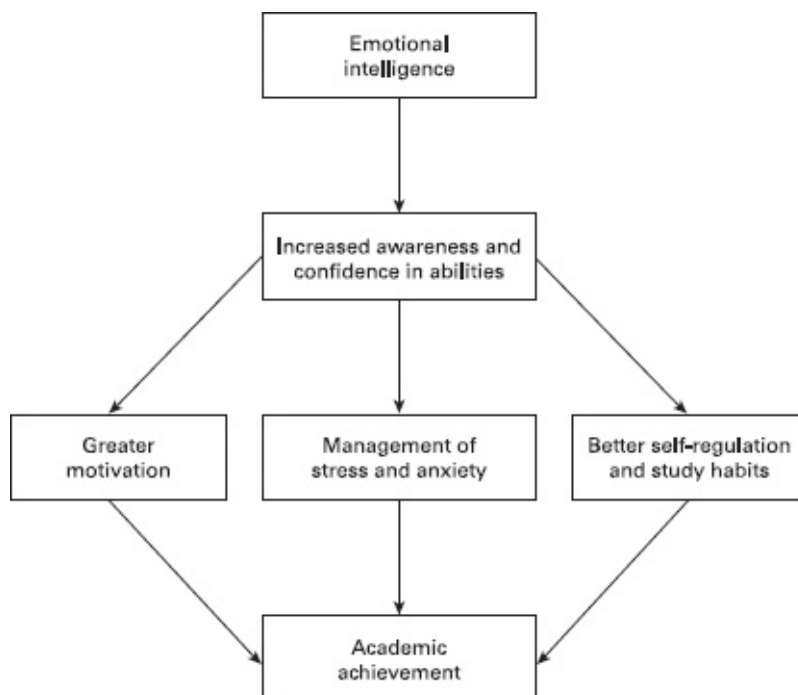 Emotional
intelligence
Increased awareness and
confidence in abilities
Greater
motivation
Management of
stress and anxiety
Better self-regulation
and study habits
Academic
achievement